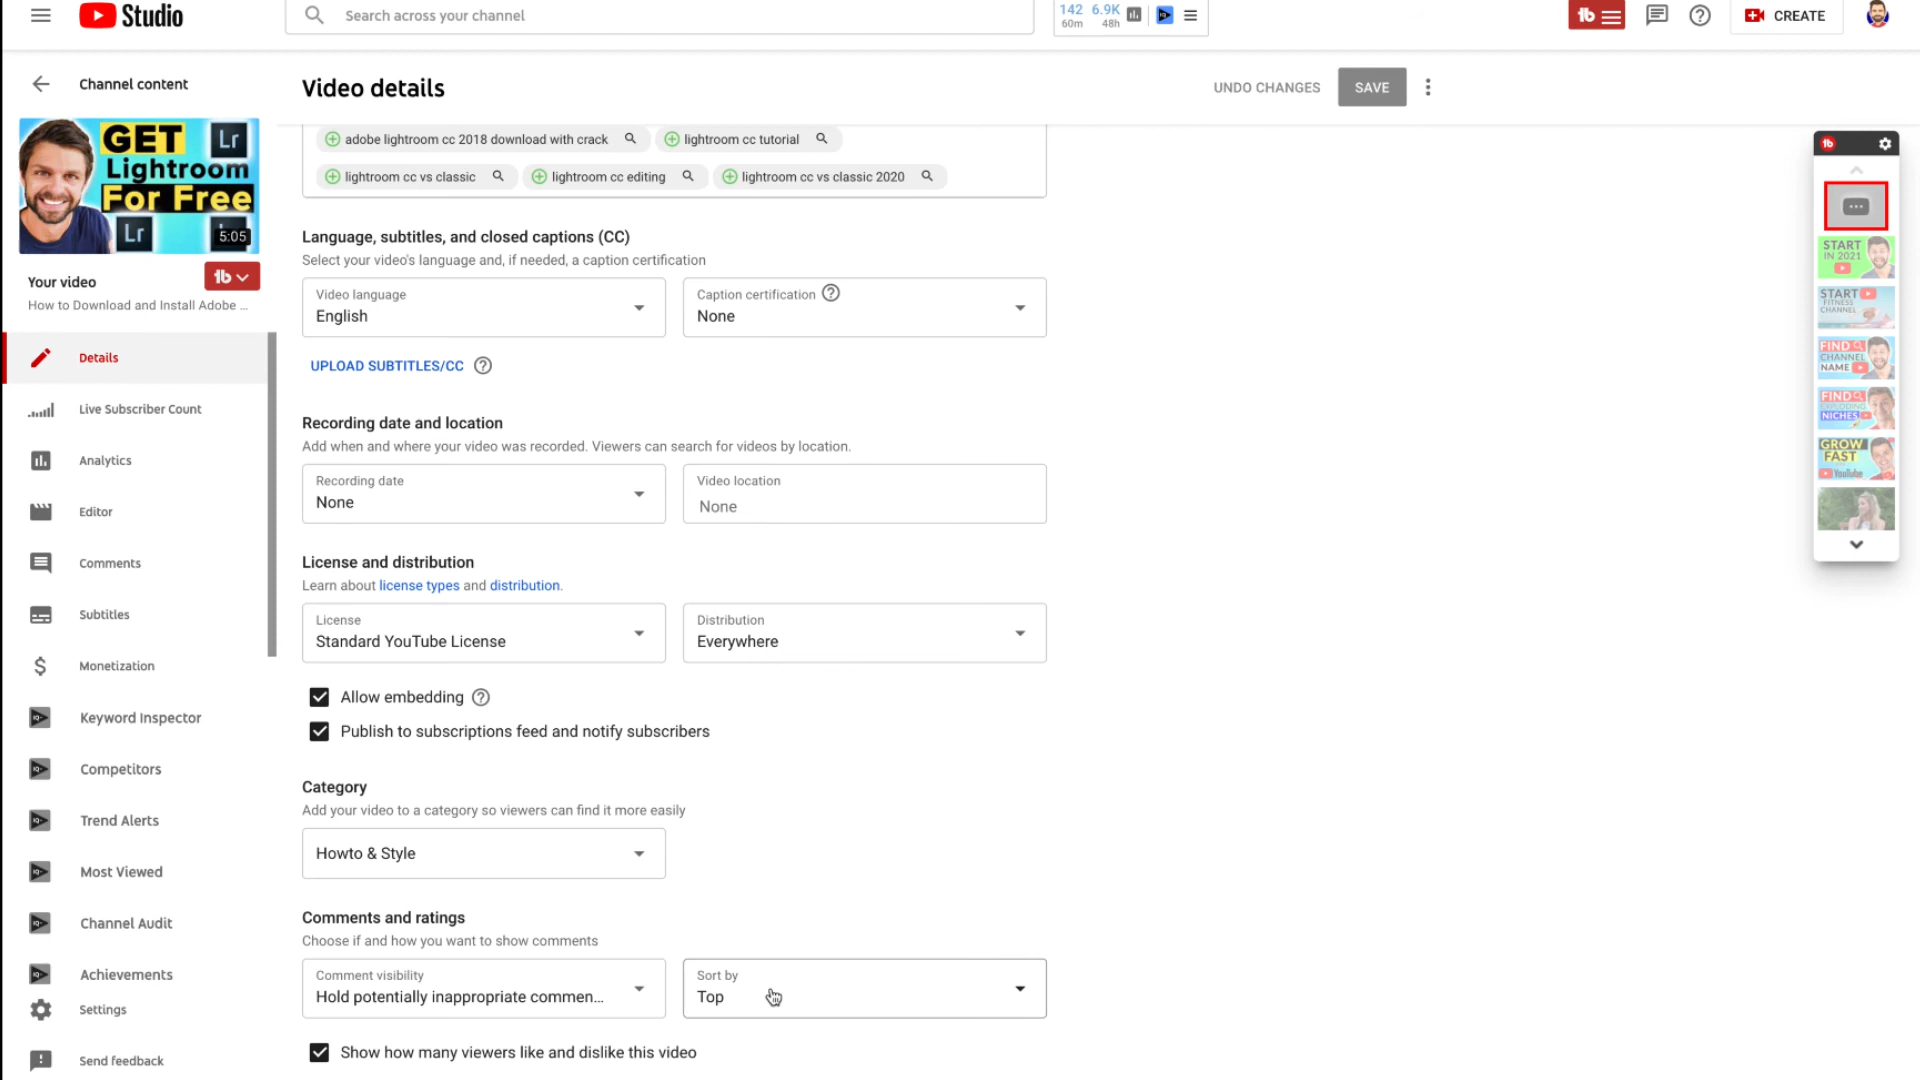 Studio
Search across your channel
142 6.9K
60m 48h
CREATE
Channel content
Video details
UNDO CHANGES
SAVE
GET Lr
Lightroom
For Free
Lr
5:05
adobe lightroom cc 2018 download with crack
lightroom cc tutorial
lightroom cc vs classic
lightroom cc editing
lightroom cc vs classic 2020
Your video
How to Download and Install Adobe ...
Details
Live Subscriber Count
Analytics
Editor
Comments
Subtitles
Monetization
Keyword Inspector
Competitors
Trend Alerts
Most Viewed
Channel Audit
Achievements
Settings
Send feedback
Language, subtitles, and closed captions (CC)
Select your video's language and, if needed, a caption certification
Video language
English
Caption certification
None
UPLOAD SUBTITLES/CC
Recording date and location
Add when and where your video was recorded. Viewers can search for videos by location.
Recording date
None
Video location
None
License and distribution
Learn about license types and distribution.
License
Standard YouTube License
Distribution
Everywhere
Allow embedding
Publish to subscriptions feed and notify subscribers
Category
Add your video to a category so viewers can find it more easily
Howto & Style
Comments and ratings
Choose if and how you want to show comments
Comment visibility
Hold potentially inappropriate commen...
Sort by
Top
Show how many viewers like and dislike this video
START
IN 2021
START
FITNESS
CHANNEL
FIND
CHANNEL
NAME
FIND
EXPLODING
NICHES
GROW
FAST
YouTube